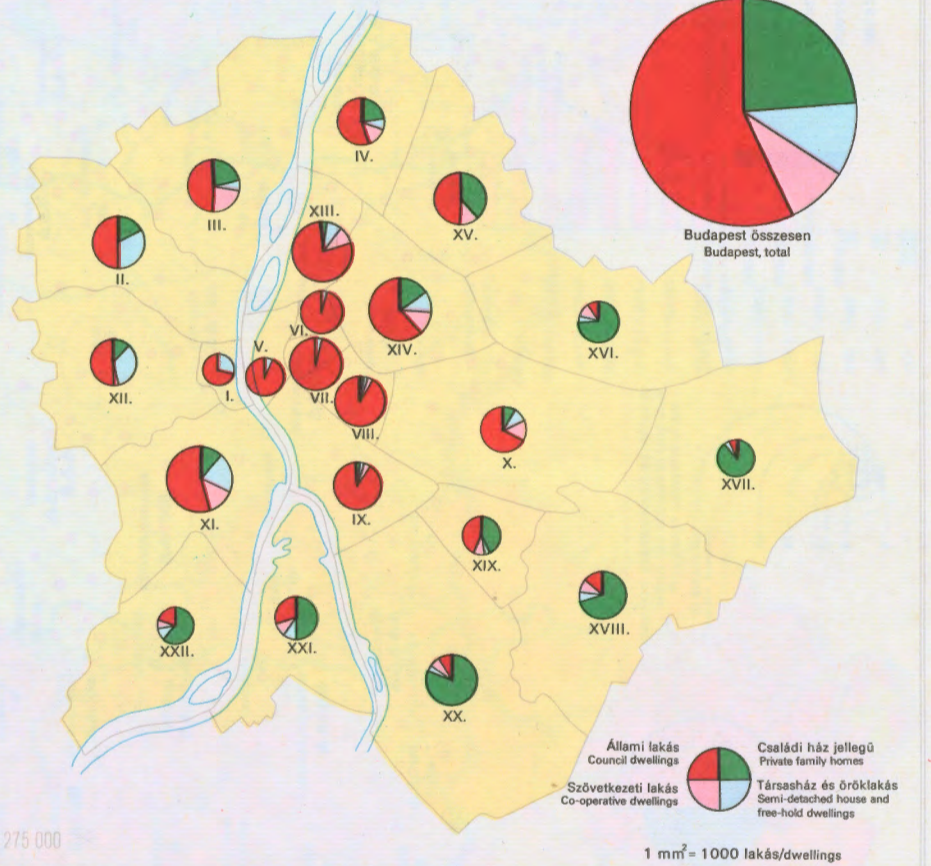 Budapest összesen
Budapest, total
IV.
III.
XIII.
XV.
II.
VI.
XIV.
XVI.
V.
XII.
I.
VII.
VIII.
X.
XVII.
XI.
IX.
XIX.
XVIII.
XXII.
XXI.
XX.
Állami lakás
Council dwellings
Családi ház jellegű
Private family homes
Szövetkezeti lakás
Co-operative dwellings
Társasház és öröklakás
Semi-detached house and
free-hold dwellings
275 000
1 mm²= 1000 lakás/dwellings